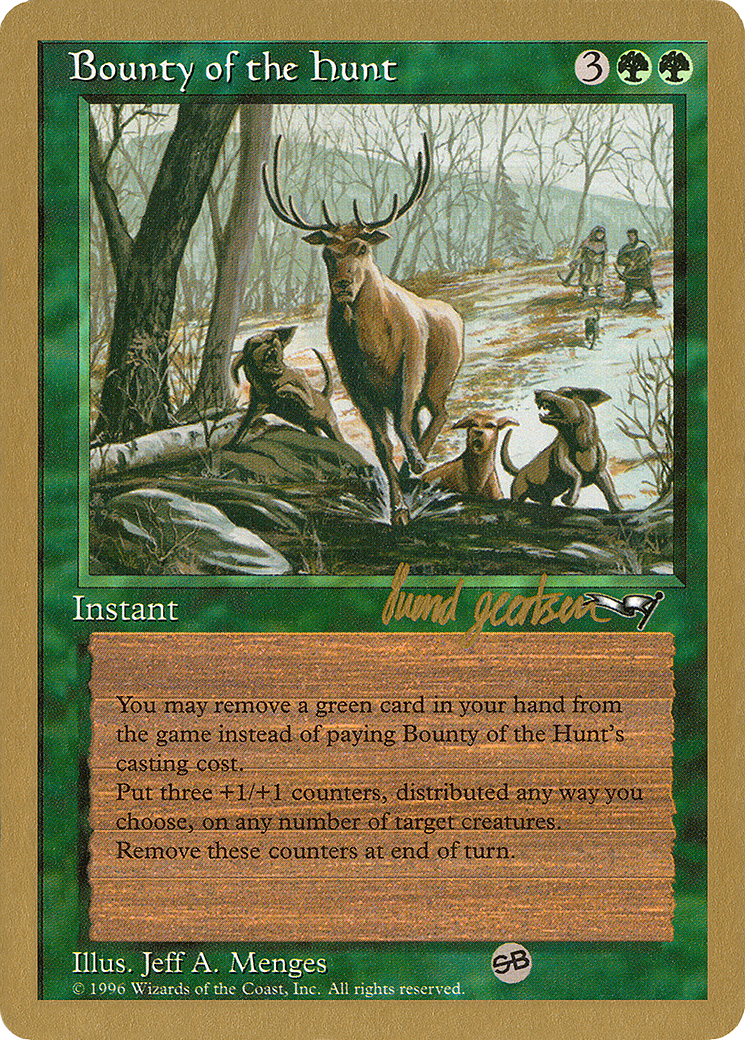 Bounty of the Hunt 3
Instant
Svend Geertsen
You may remove a green card in your hand from
the game instead of paying Bounty of the Hunt's
casting cost.
Put three +1/+1 counters, distributed any way you
choose, on any number of target creatures.
Remove these counters at end of turn.
Illus. Jeff A. Menges
SB
© 1996 Wizards of the Coast, Inc. All rights reserved.